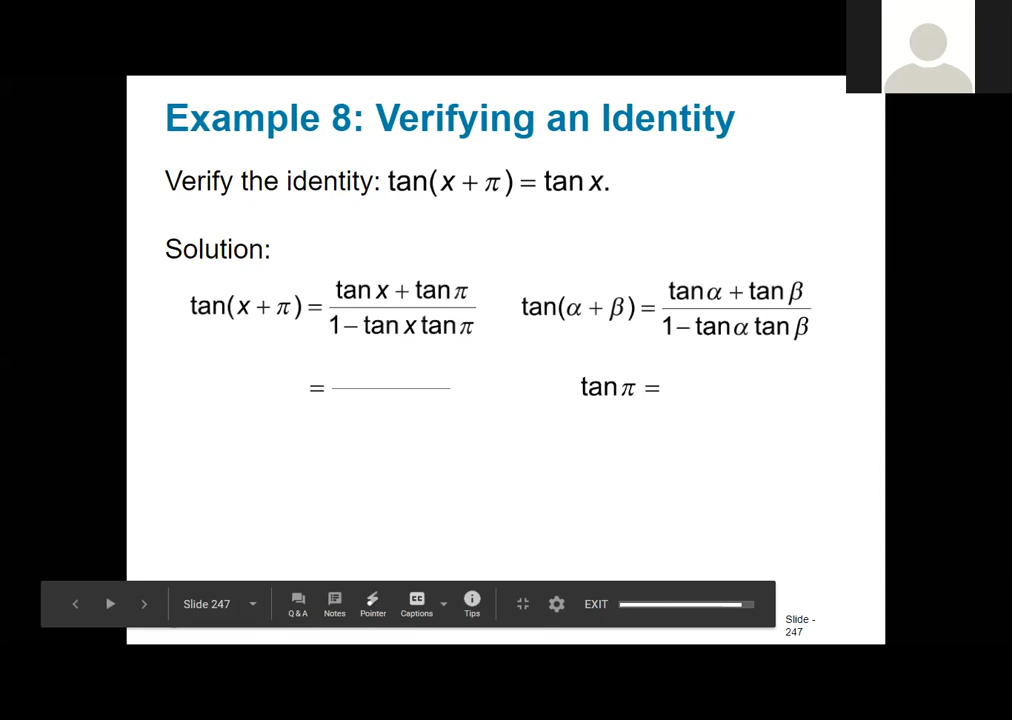 Example 8: Verifying an Identity
Verify the identity: tan(x + π) = tan x.
Solution:
tan(x + π) = (tan x + tan π) / (1 − tan x tan π)
tan(α + β) = (tan α + tan β) / (1 − tan α tan β)
=
tan π =
Slide 247
Q & A
Notes
Pointer
Captions
CC
Tips
EXIT
Slide -
247